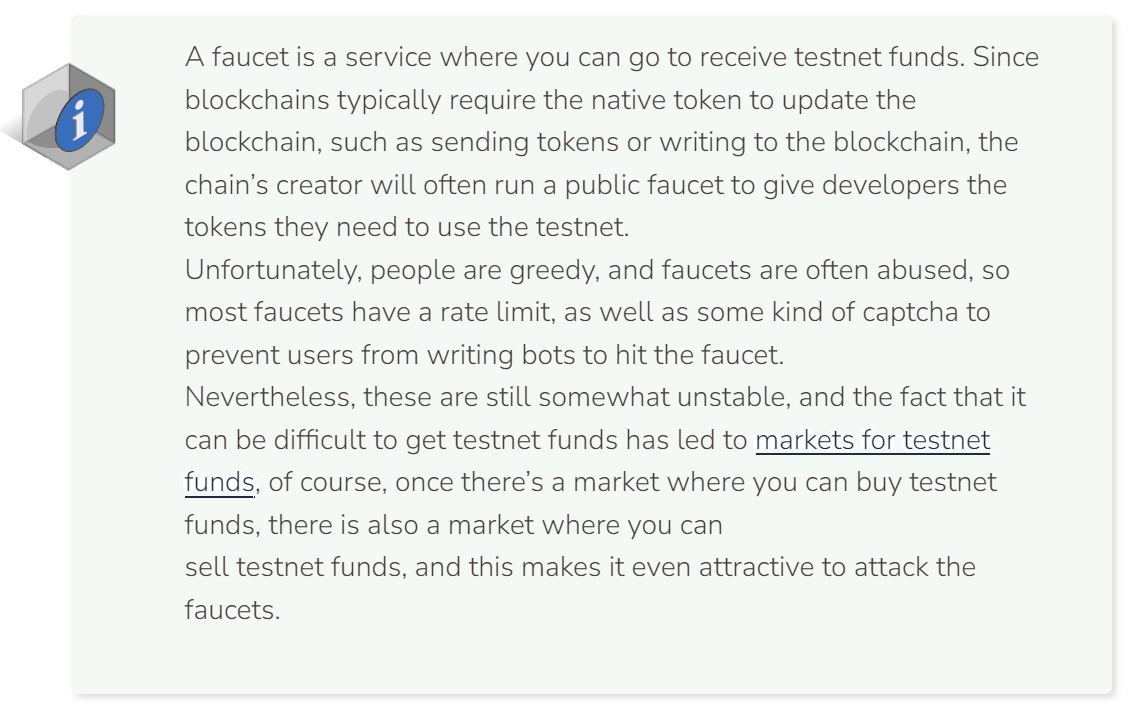 A faucet is a service where you can go to receive testnet funds. Since
blockchains typically require the native token to update the
blockchain, such as sending tokens or writing to the blockchain, the
chain’s creator will often run a public faucet to give developers the
tokens they need to use the testnet.
Unfortunately, people are greedy, and faucets are often abused, so
most faucets have a rate limit, as well as some kind of captcha to
prevent users from writing bots to hit the faucet.
Nevertheless, these are still somewhat unstable, and the fact that it
can be difficult to get testnet funds has led to markets for testnet
funds, of course, once there’s a market where you can buy testnet
funds, there is also a market where you can
sell testnet funds, and this makes it even attractive to attack the
faucets.